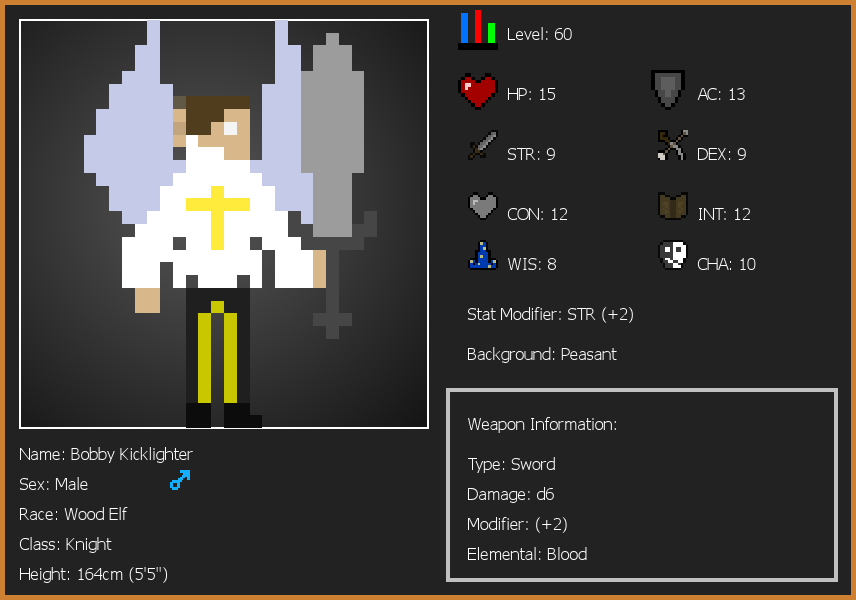 Level: 60
HP: 15
AC: 13
STR: 9
DEX: 9
CON: 12
INT: 12
WIS: 8
CHA: 10
Stat Modifier: STR (+2)
Background: Peasant
Weapon Information:
Type: Sword
Damage: d6
Modifier: (+2)
Elemental: Blood
Name: Bobby Kicklighter
Sex: Male
Race: Wood Elf
Class: Knight
Height: 164cm (5'5")